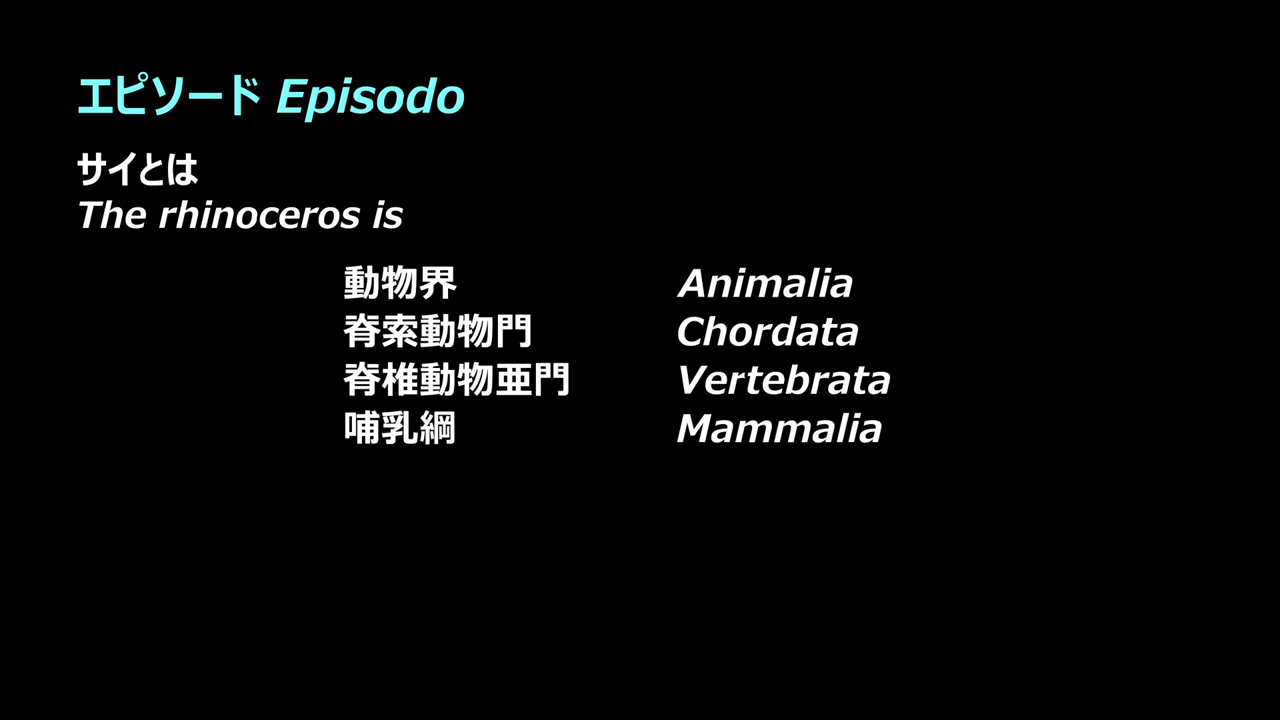 エピソード Episodo
サイとは
The rhinoceros is
動物界 Animalia
脊索動物門 Chordata
脊椎動物亜門 Vertebrata
哺乳綱 Mammalia